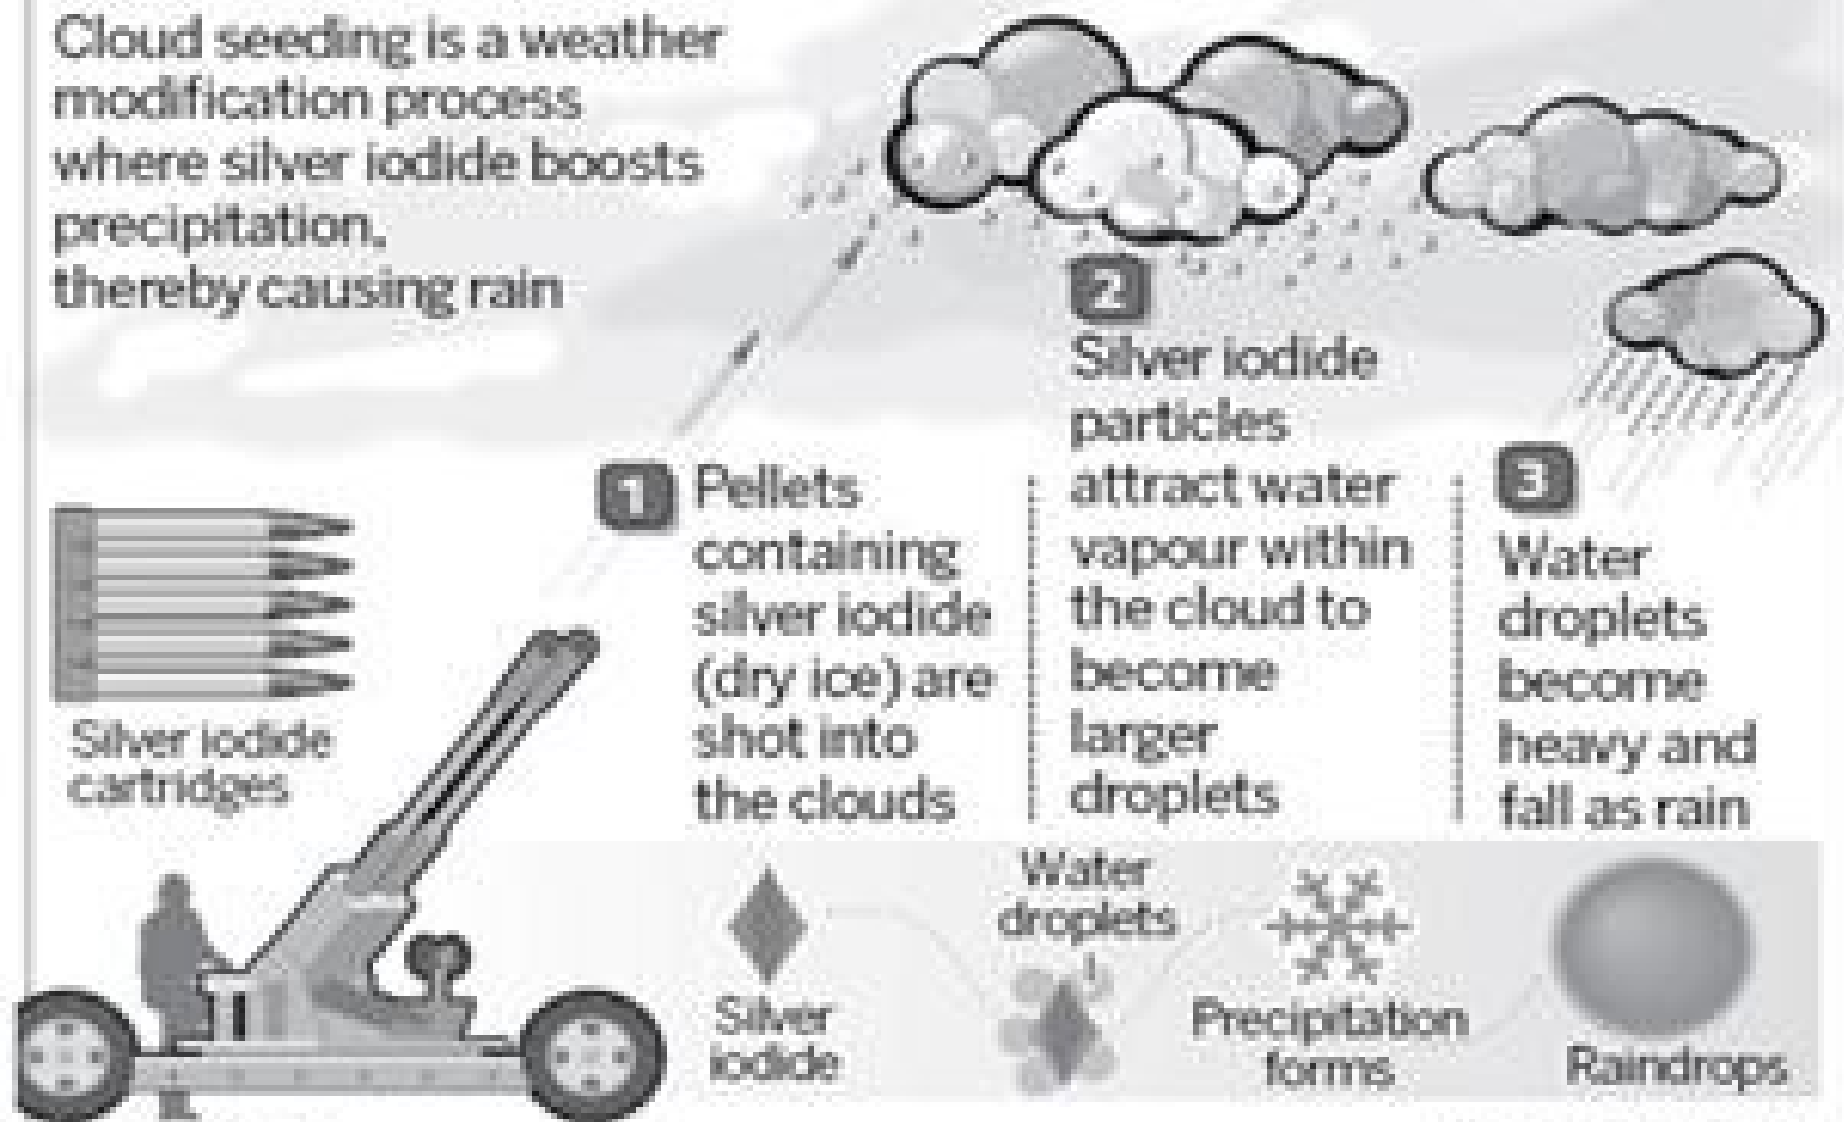 Cloud seeding is a weather
modification process
where silver iodide boosts
precipitation,
thereby causing rain
1
Pellets
containing
silver iodide
(dry ice) are
shot into
the clouds
2
Silver iodide
particles
attract water
vapour within
the cloud to
become
larger
droplets
3
Water
droplets
become
heavy and
fall as rain
Silver iodide
cartridges
Silver
iodide
Water
droplets
Precipitation
forms
Raindrops